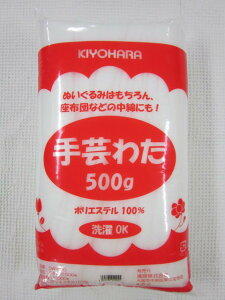 KIYOHARA
ぬいぐるみはもちろん、
座布団などの中綿にも!
手芸わた
500g
ポリエステル 100%
洗濯 OK